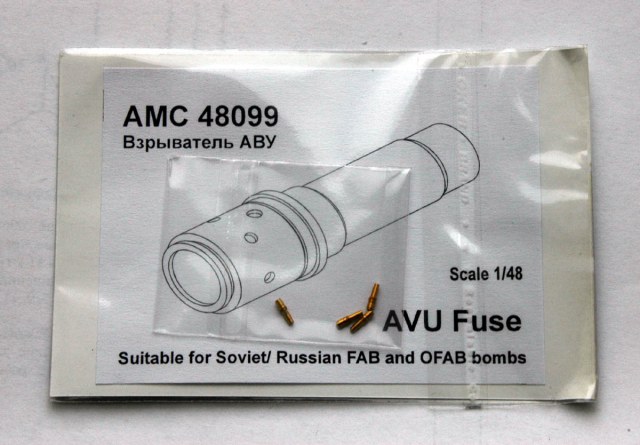 AMC 48099
Взрыватель АВУ
Scale 1/48
AVU Fuse
Suitable for Soviet/ Russian FAB and OFAB bombs